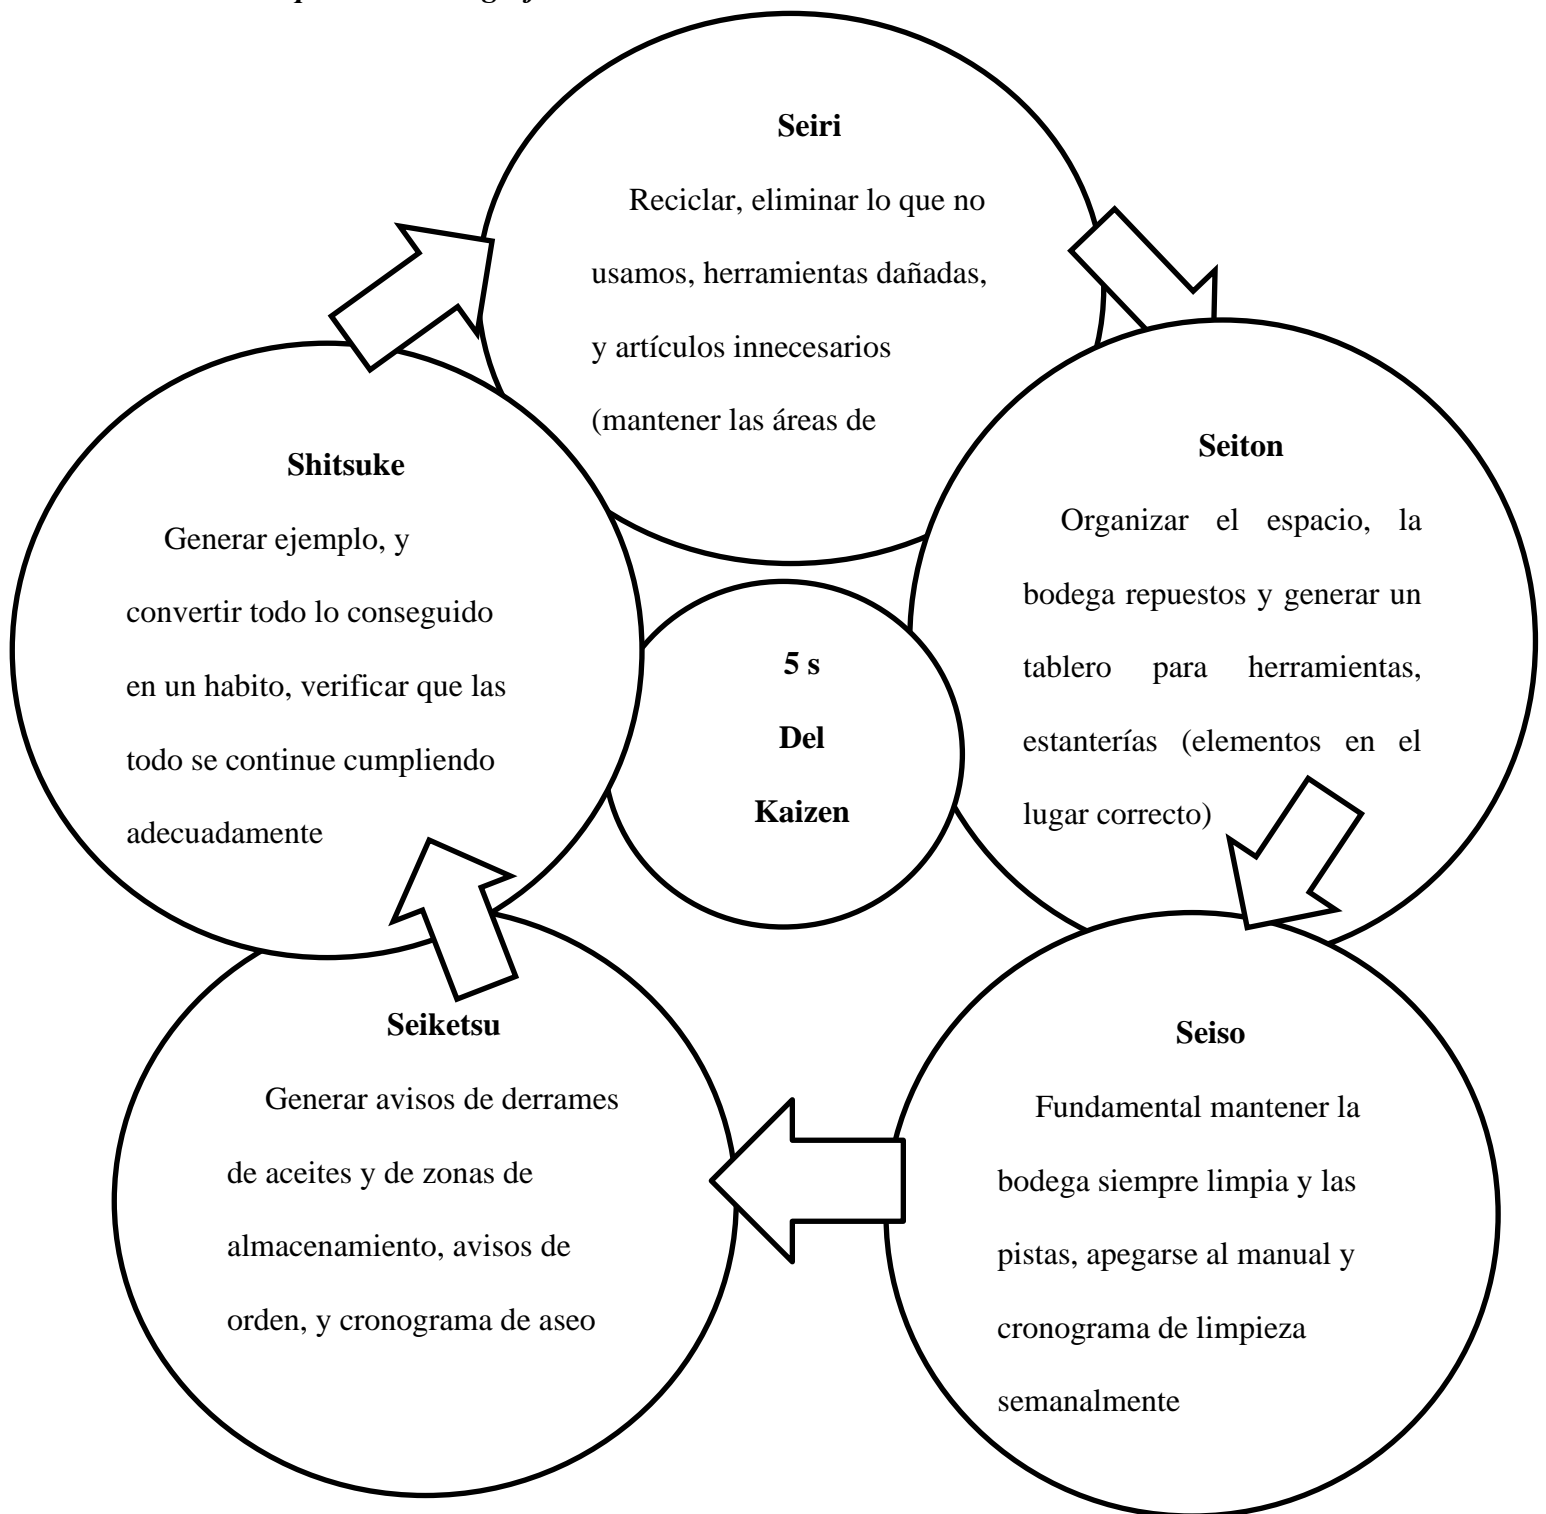 Seiri
Reciclar, eliminar lo que no
usamos, herramientas dañadas,
y artículos innecesarios
(mantener las áreas de
Seiton
Organizar el espacio, la
bodega repuestos y generar un
tablero para herramientas,
estanterías (elementos en el
lugar correcto)
Seiso
Fundamental mantener la
bodega siempre limpia y las
pistas, apegarse al manual y
cronograma de limpieza
semanalmente
Seiketsu
Generar avisos de derrames
de aceites y de zonas de
almacenamiento, avisos de
orden, y cronograma de aseo
Shitsuke
Generar ejemplo, y
convertir todo lo conseguido
en un habito, verificar que las
todo se continue cumpliendo
adecuadamente
5 s
Del
Kaizen